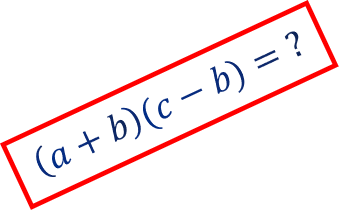 (a + b)(c − b) = ?